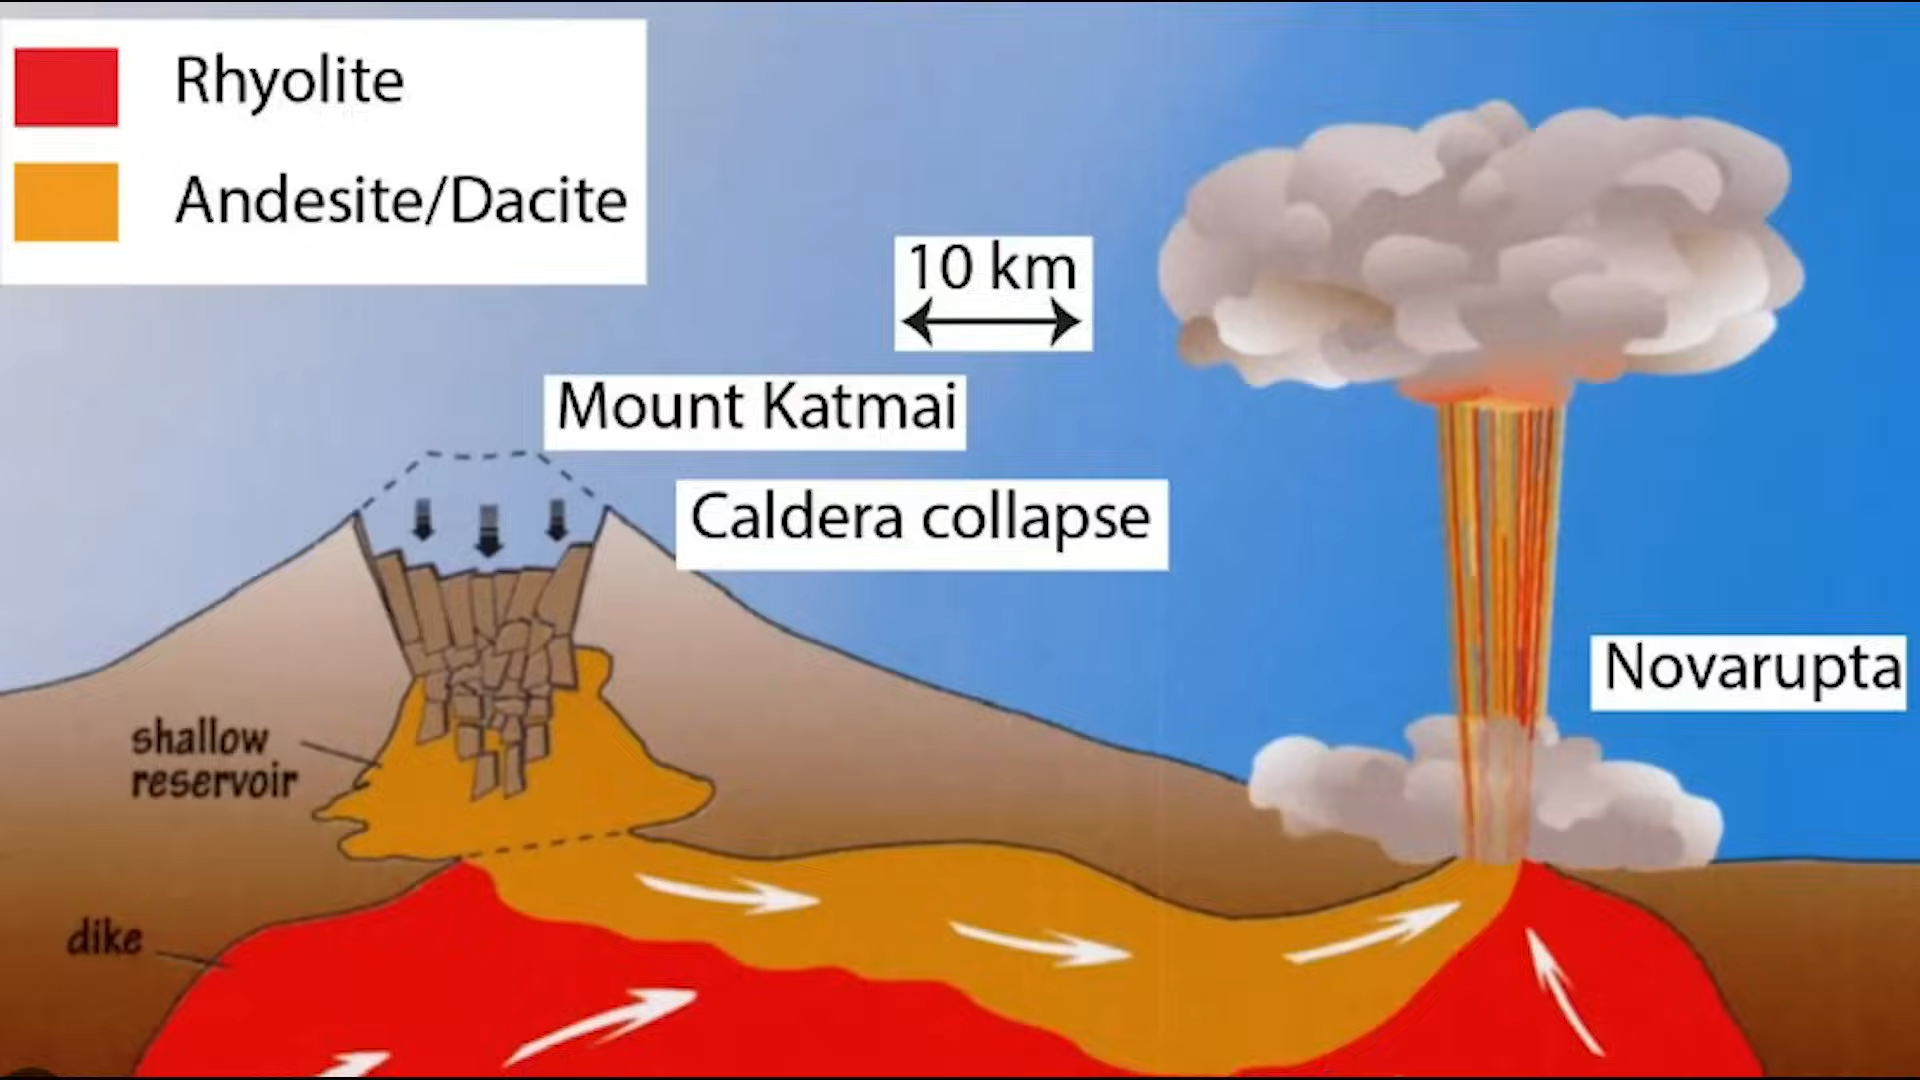 Rhyolite
Andesite/Dacite
10 km
Mount Katmai
Caldera collapse
Novarupta
shallow
reservoir
dike